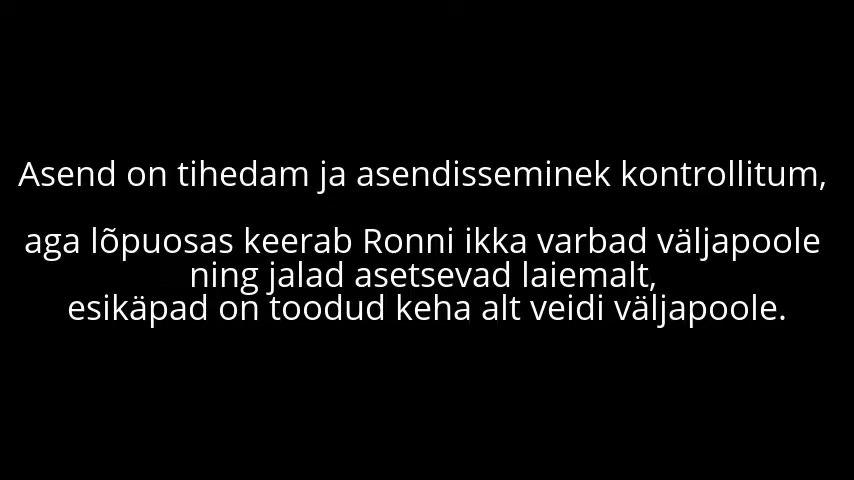 Asend on tihedam ja asendisseminek kontrollitum,
aga lõpuosas keerab Ronni ikka varbad väljapoole
ning jalad asetsevad laiemalt,
esikäpad on toodud keha alt veidi väljapoole.